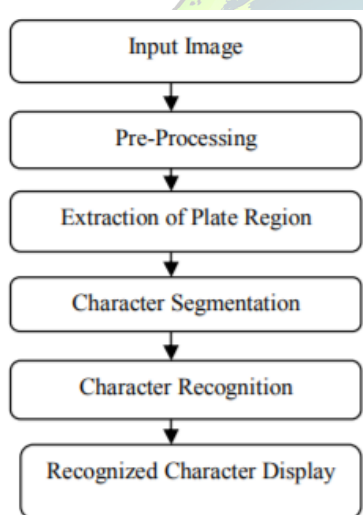 Input Image
Pre-Processing
Extraction of Plate Region
Character Segmentation
Character Recognition
Recognized Character Display